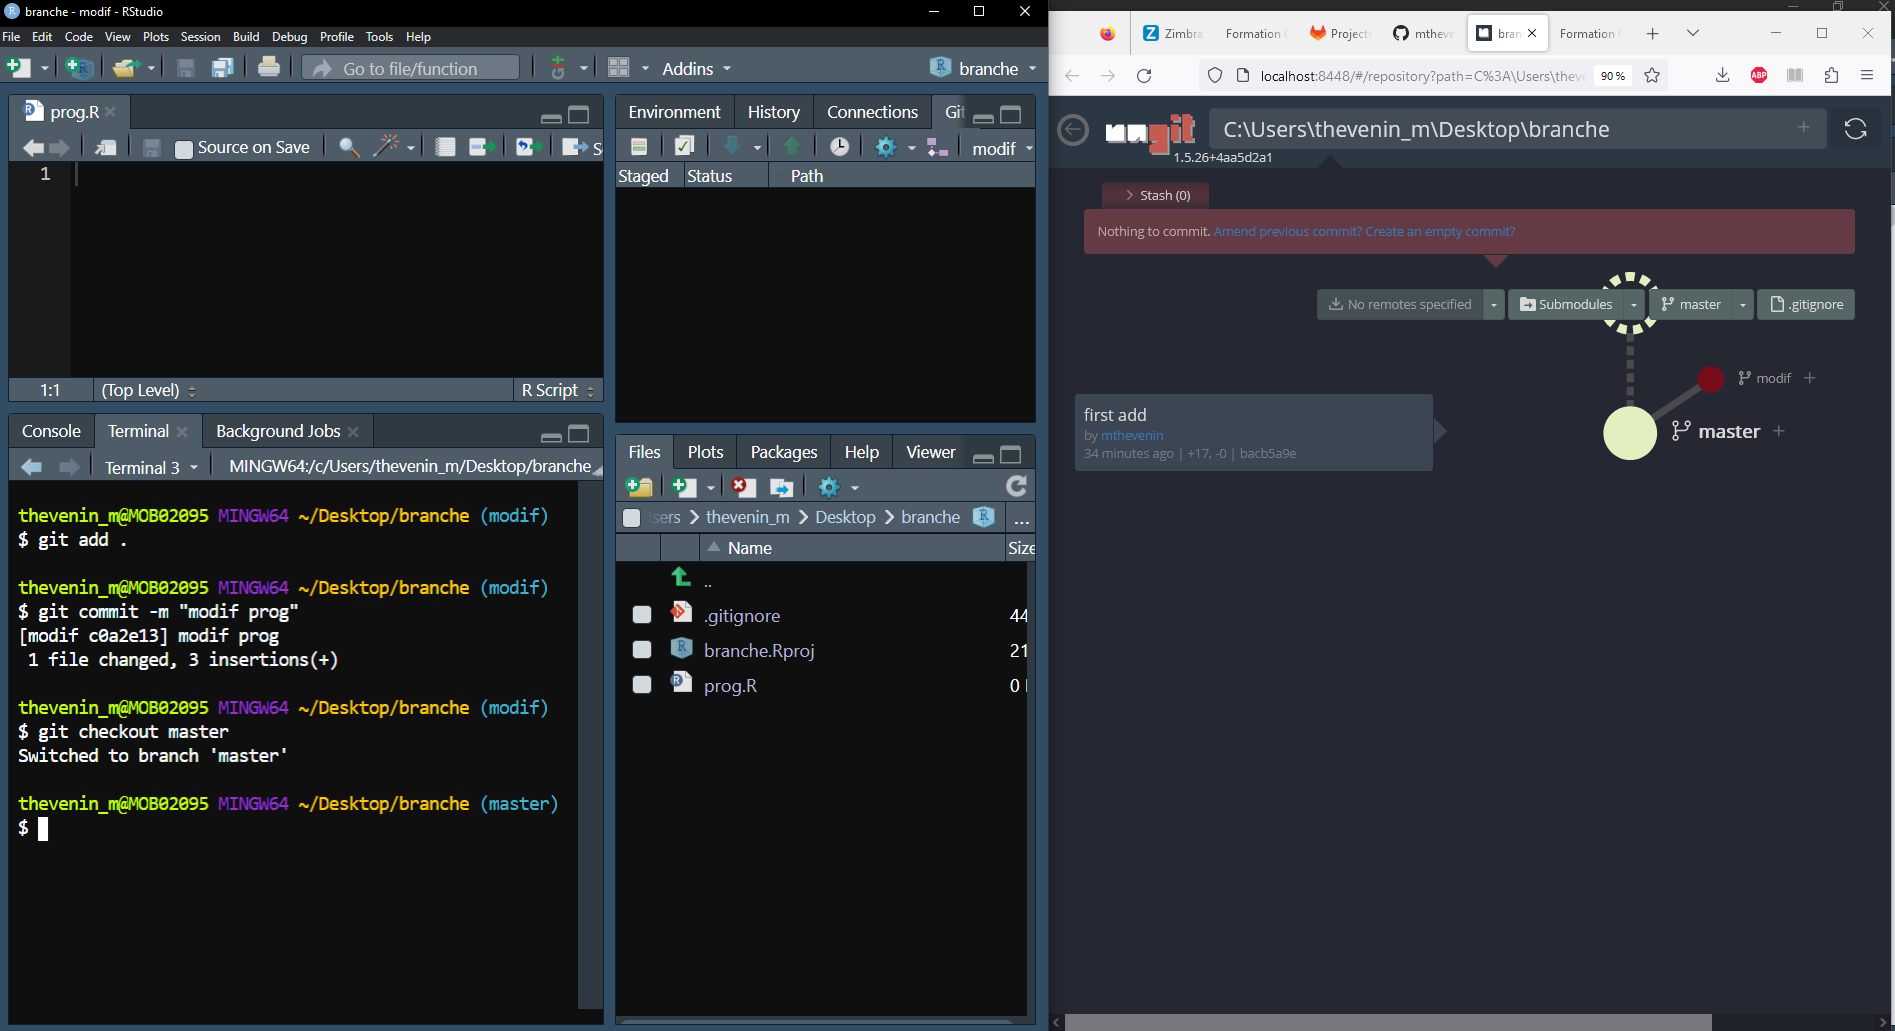 branche - modif - RStudio
File Edit Code View Plots Session Build Debug Profile Tools Help
Go to file/function
Addins
branche
prog.R
Source on Save
1
1:1 (Top Level) R Script
Environment History Connections
modif
Staged Status Path
Console Terminal Background Jobs
Terminal 3 MINGW64:/c/Users/thevenin_m/Desktop/branche
thevenin_m@MOB02095 MINGW64 ~/Desktop/branche (modif)
$ git add .
thevenin_m@MOB02095 MINGW64 ~/Desktop/branche (modif)
$ git commit -m "modif prog"
[modif c0a2e13] modif prog
1 file changed, 3 insertions(+)
thevenin_m@MOB02095 MINGW64 ~/Desktop/branche (modif)
$ git checkout master
Switched to branch 'master'
thevenin_m@MOB02095 MINGW64 ~/Desktop/branche (master)
$
Files Plots Packages Help Viewer
sers thevenin_m Desktop branche ...
Name Size
..
.gitignore 44
branche.Rproj 21
prog.R 0
Zimbra Formation Project mtheve bran Formation
localhost:8448/#/repository?path=C%3A\Users\theve 90 % ABP
ungit C:\Users\thevenin_m\Desktop\branche
1.5.26+4aa5d2a1
Stash (0)
Nothing to commit. Amend previous commit? Create an empty commit?
No remotes specified Submodules master .gitignore
modif +
first add
by mthevenin
34 minutes ago | +17, -0 | bacb5a9e
master +